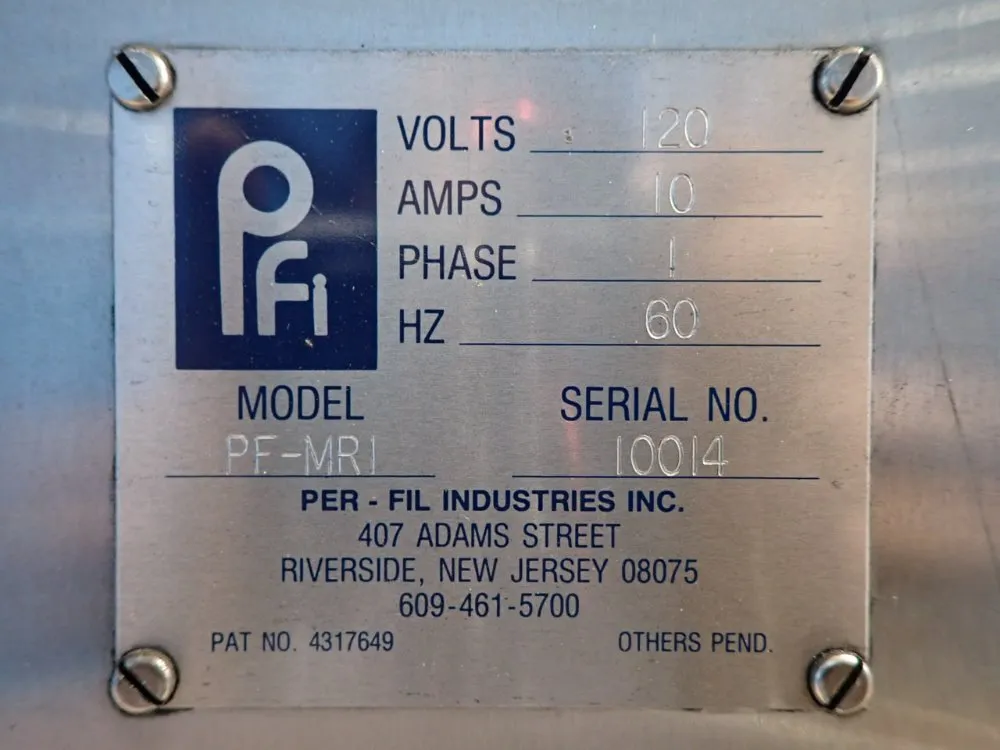 PFi
VOLTS 120
AMPS 10
PHASE 1
HZ 60
MODEL SERIAL NO.
PF-MR1 10014
PER - FIL INDUSTRIES INC.
407 ADAMS STREET
RIVERSIDE, NEW JERSEY 08075
609-461-5700
PAT NO. 4317649 OTHERS PEND.